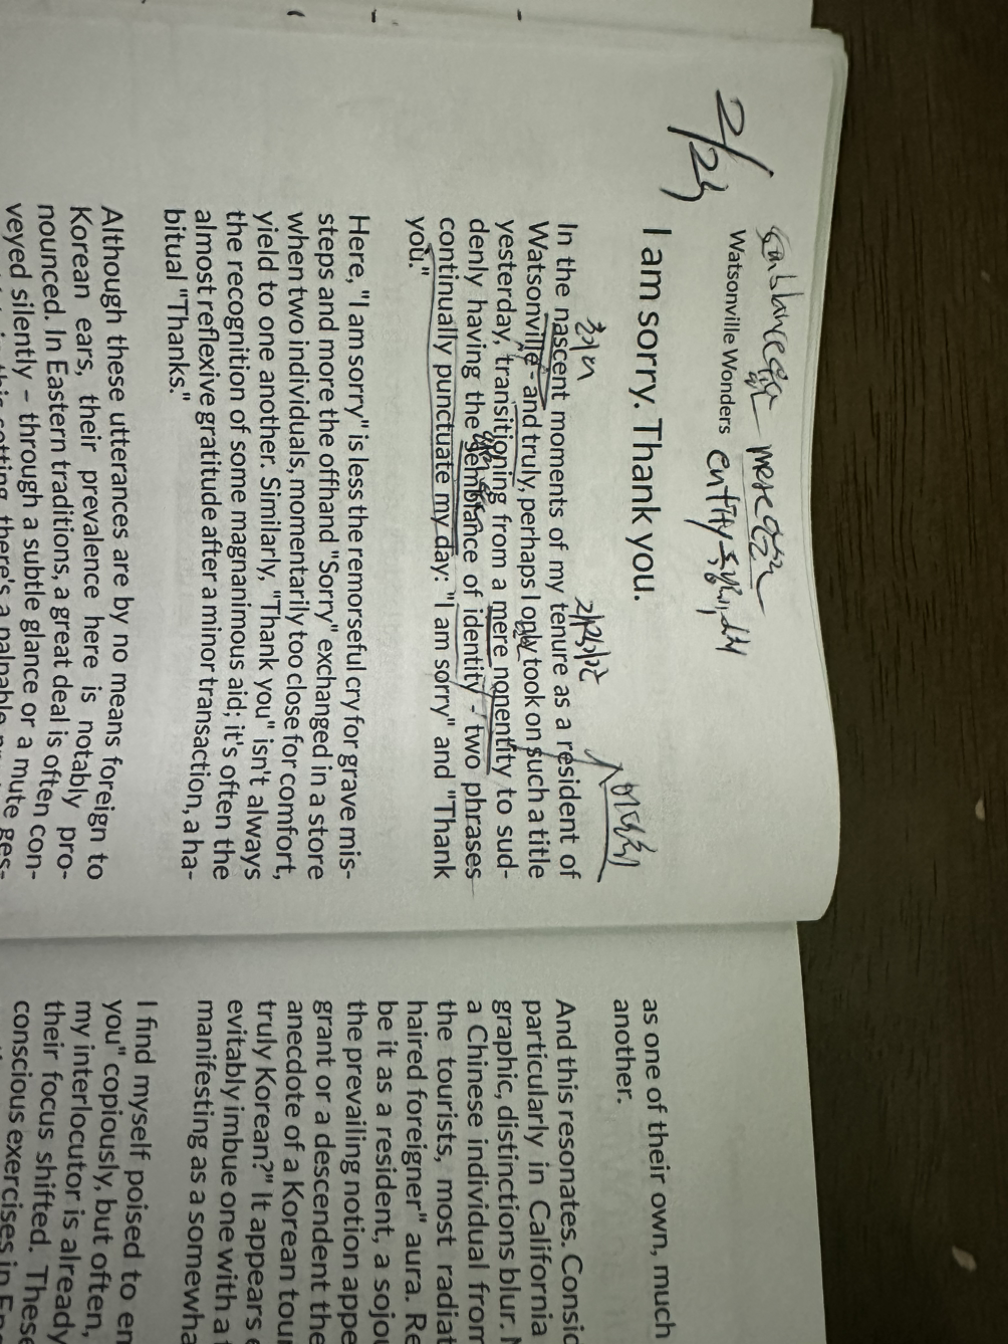 2/23
semblance
mere
Watsonville Wonders
entity
I am sorry. Thank you.
In the nascent moments of my tenure as a resident of
Watsonville - and truly, perhaps I only took on such a title
yesterday, transitioning from a mere nonentity to sud-
denly having the semblance of identity - two phrases
continually punctuate my day: "I am sorry" and "Thank
you."
Here, "I am sorry" is less the remorseful cry for grave mis-
steps and more the offhand "Sorry" exchanged in a store
when two individuals, momentarily too close for comfort,
yield to one another. Similarly, "Thank you" isn't always
the recognition of some magnanimous aid; it's often the
almost reflexive gratitude after a minor transaction, a ha-
bitual "Thanks."
Although these utterances are by no means foreign to
Korean ears, their prevalence here is notably pro-
nounced. In Eastern traditions, a great deal is often con-
veyed silently – through a subtle glance or a mute ges-
this setting, there's a palpable
as one of their own, much
another.
And this resonates. Consid
particularly in California
graphic, distinctions blur.
a Chinese individual from
the tourists, most radiat
haired foreigner" aura. Re
be it as a resident, a sojou
the prevailing notion appe
grant or a descendent the
anecdote of a Korean tour
truly Korean?" It appears
evitably imbue one with a
manifesting as a somewha
I find myself poised to en
you" copiously, but often,
my interlocutor is already
their focus shifted. These
conscious exercises in